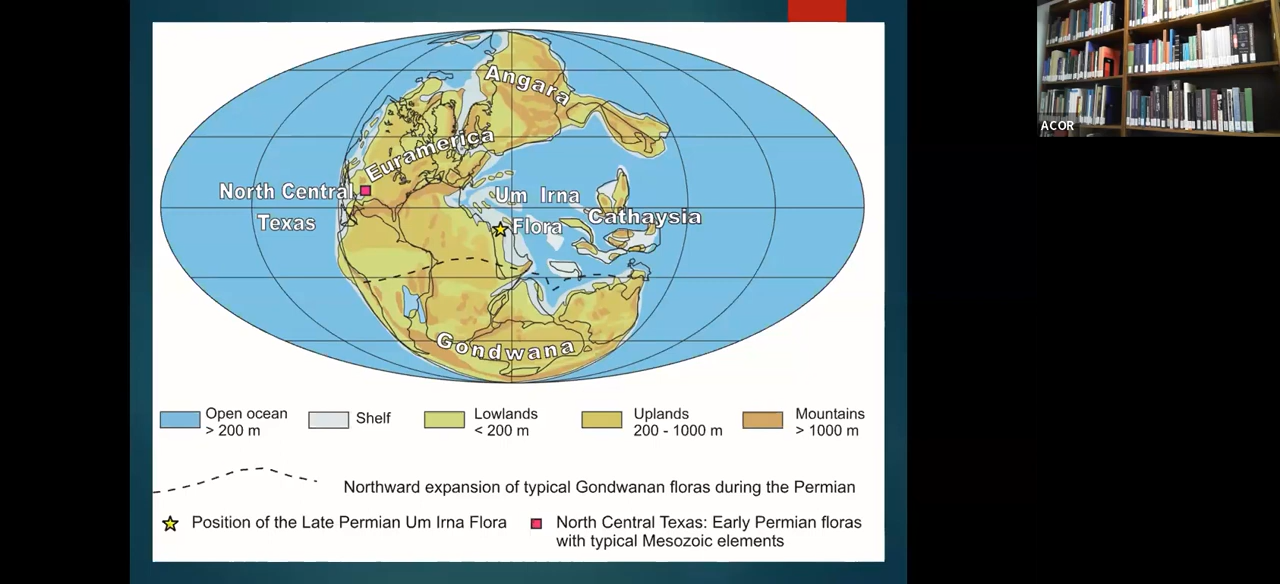 Angara
Euramerica
North Central
Texas
Um Irna
Flora
Cathaysia
Gondwana
Open ocean
> 200 m
Shelf
Lowlands
< 200 m
Uplands
200 - 1000 m
Mountains
> 1000 m
Northward expansion of typical Gondwanan floras during the Permian
Position of the Late Permian Um Irna Flora
North Central Texas: Early Permian floras
with typical Mesozoic elements
ACOR